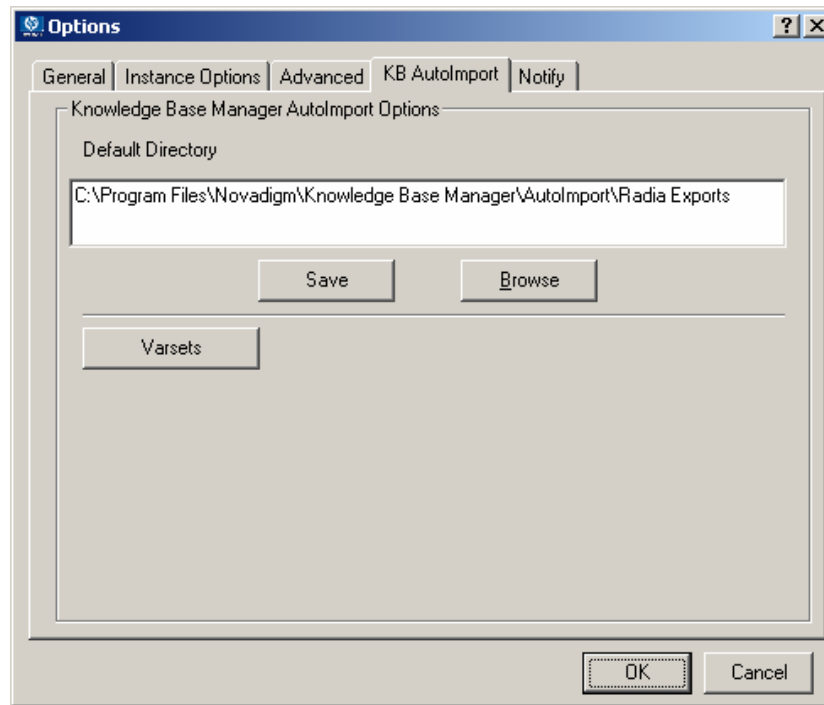 Options
General Instance Options Advanced KB AutoImport Notify
Knowledge Base Manager AutoImport Options
Default Directory
C:\Program Files\Novadigm\Knowledge Base Manager\AutoImport\Radia Exports
Save Browse
Varsets
OK Cancel